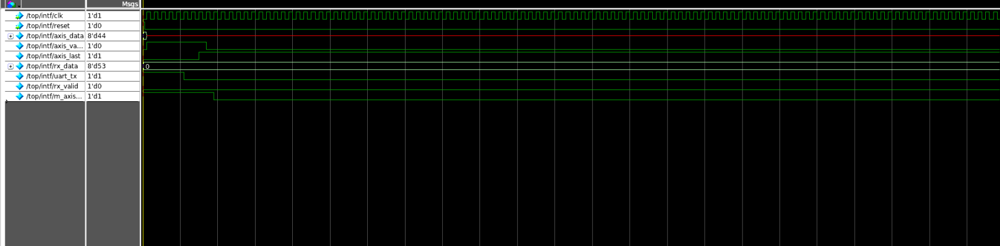 Msgs
/top/intf/clk 1'd1
/top/intf/reset 1'd0
/top/intf/axis_data 8'd44
/top/intf/axis_va... 1'd0
/top/intf/axis_last 1'd1
/top/intf/rx_data 8'd53 0
/top/intf/uart_tx 1'd1
/top/intf/rx_valid 1'd0
/top/intf/m_axis... 1'd1